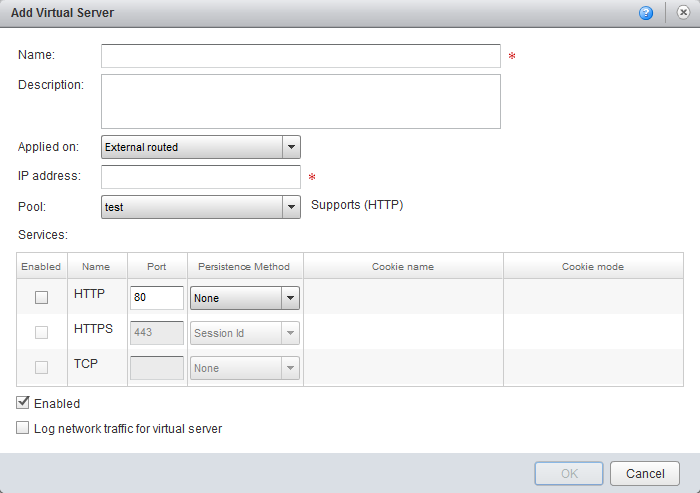 Add Virtual Server
Name: *
Description:
Applied on: External routed
IP address: *
Pool: test Supports (HTTP)
Services:
Enabled Name Port Persistence Method Cookie name Cookie mode
HTTP 80 None
HTTPS 443 Session Id
TCP None
Enabled
Log network traffic for virtual server
OK Cancel